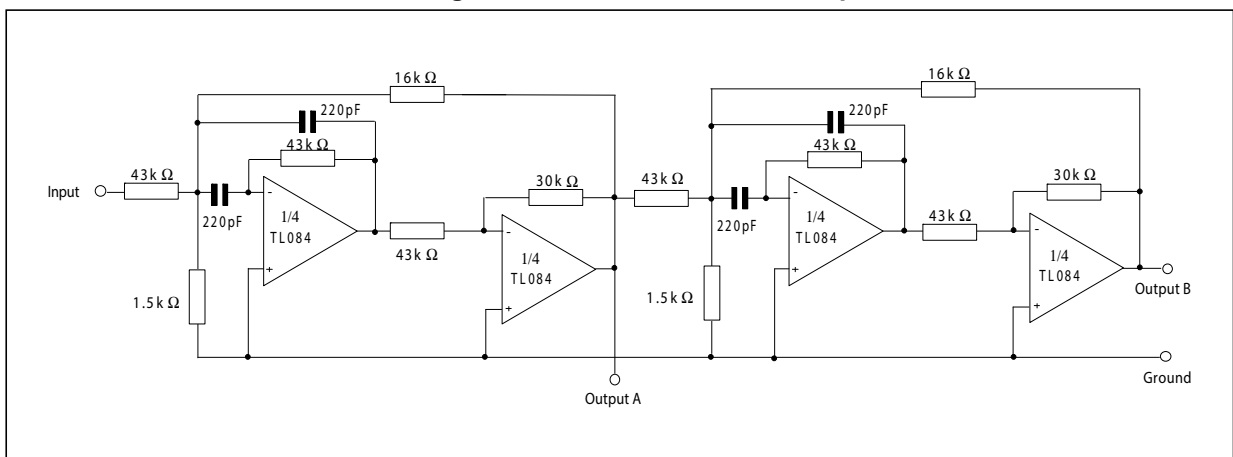 16k Ω
220pF
43k Ω
43k Ω
Input
220pF
-
1/4
TL084
+
1.5k Ω
43k Ω
30k Ω
-
1/4
TL084
+
Output A
43k Ω
16k Ω
220pF
43k Ω
220pF
-
1/4
TL084
+
1.5k Ω
43k Ω
30k Ω
-
1/4
TL084
+
Output B
Ground